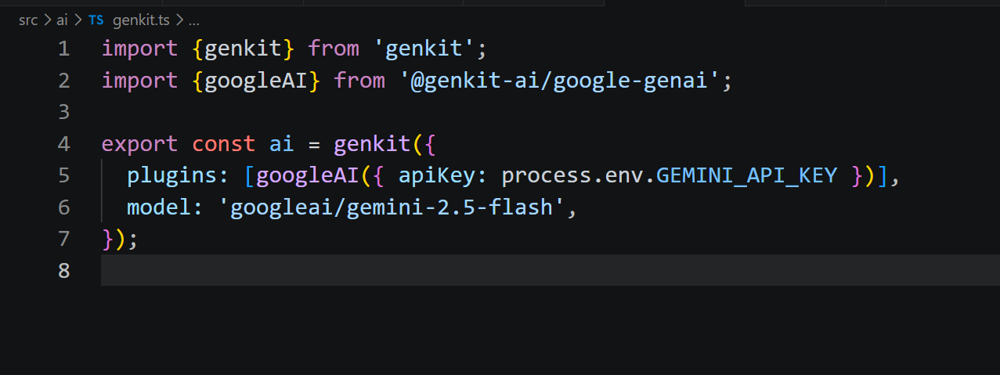 src > ai > TS genkit.ts > ...
1 import {genkit} from 'genkit';
2 import {googleAI} from '@genkit-ai/google-genai';
3
4 export const ai = genkit({
5   plugins: [googleAI({ apiKey: process.env.GEMINI_API_KEY })],
6   model: 'googleai/gemini-2.5-flash',
7 });
8